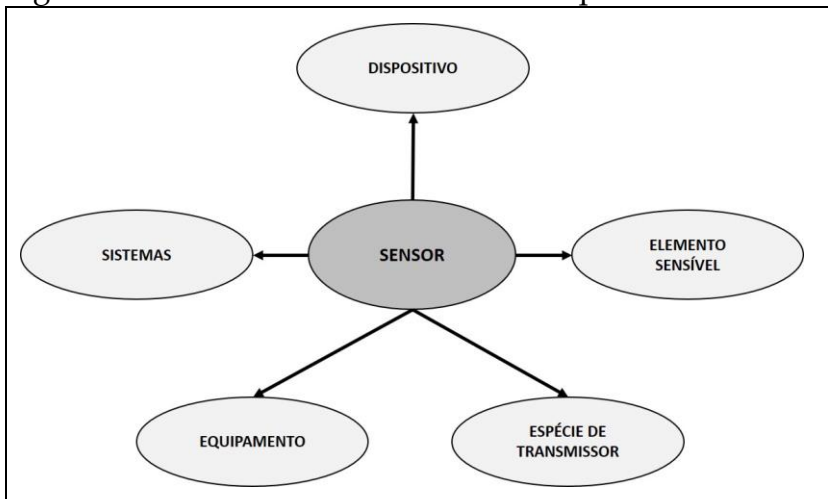 DISPOSITIVO
SISTEMAS
SENSOR
ELEMENTO
SENSÍVEL
EQUIPAMENTO
ESPÉCIE DE
TRANSMISSOR